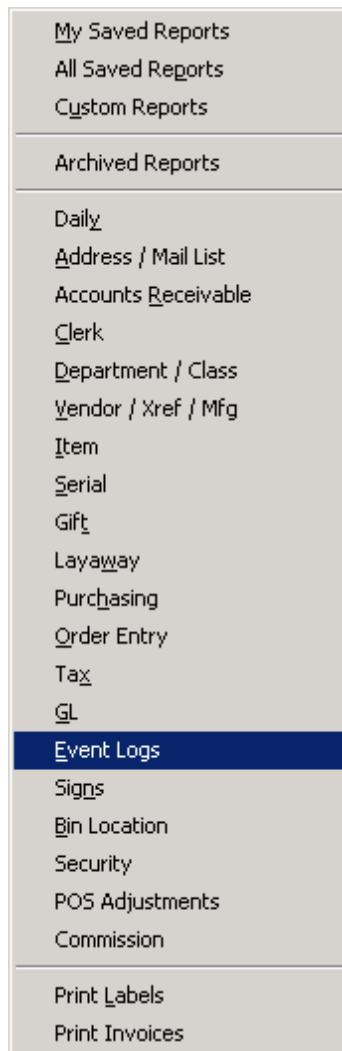 My Saved Reports
All Saved Reports
Custom Reports
Archived Reports
Daily
Address / Mail List
Accounts Receivable
Clerk
Department / Class
Vendor / Xref / Mfg
Item
Serial
Gift
Layaway
Purchasing
Order Entry
Tax
GL
Event Logs
Signs
Bin Location
Security
POS Adjustments
Commission
Print Labels
Print Invoices